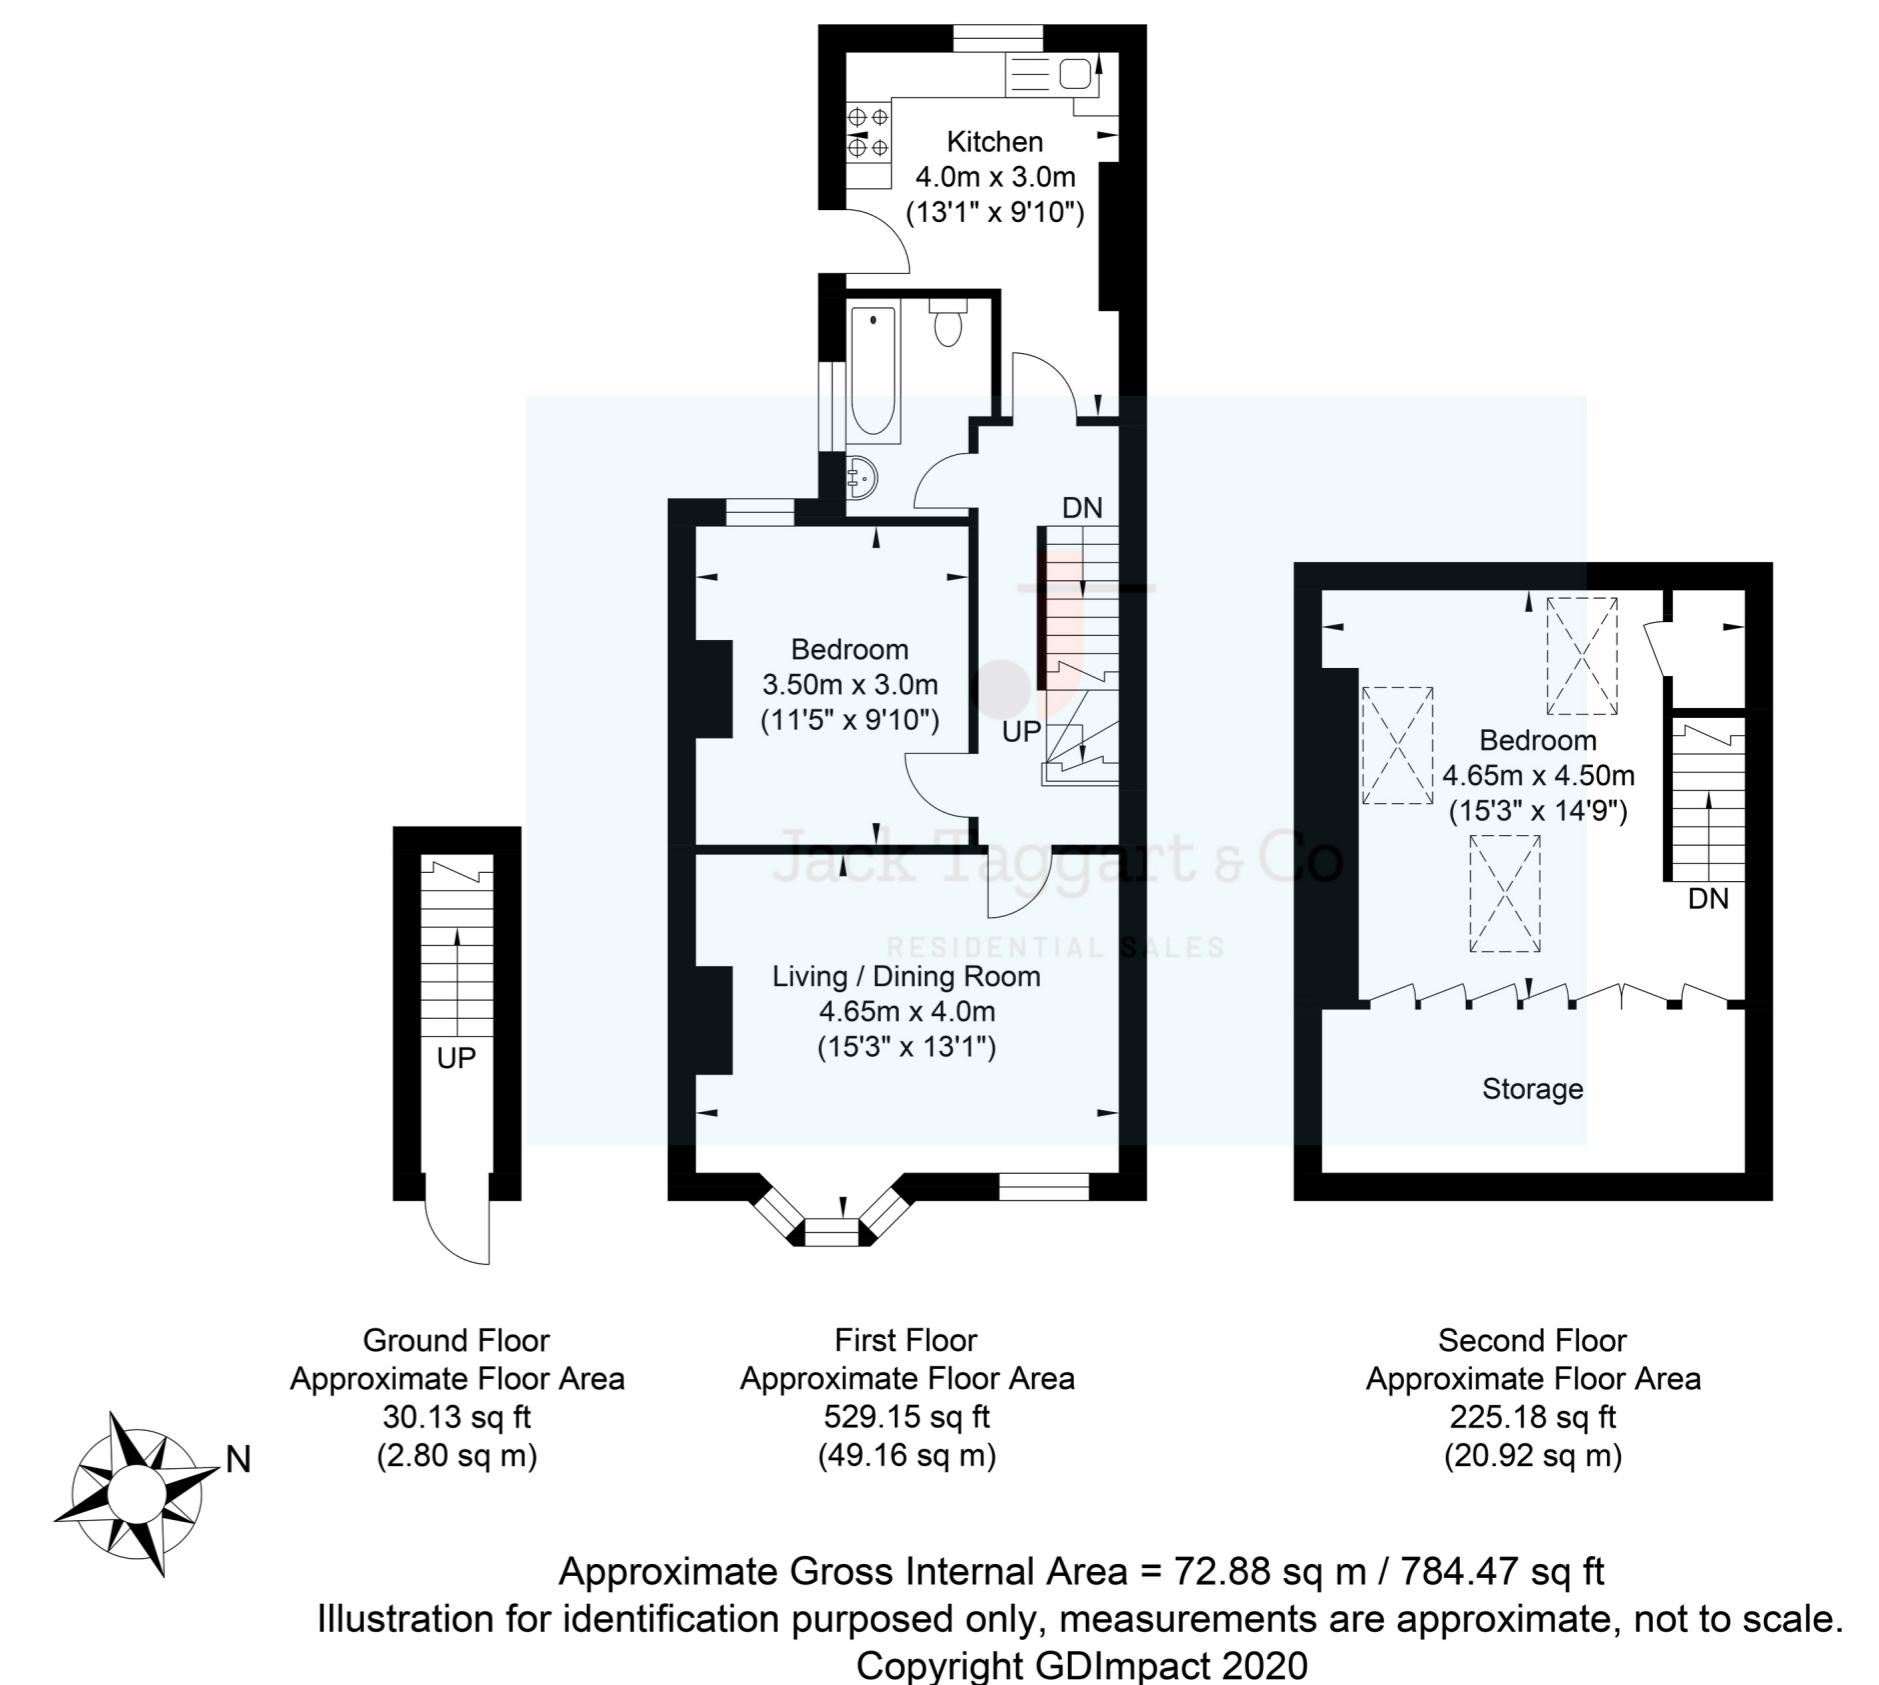 Kitchen
4.0m x 3.0m
(13'1" x 9'10")
DN
Bedroom
3.50m x 3.0m
(11'5" x 9'10")
UP
Bedroom
4.65m x 4.50m
(15'3" x 14'9")
DN
Jack Taggart & Co
RESIDENTIAL SALES
Living / Dining Room
4.65m x 4.0m
(15'3" x 13'1")
UP
Storage
Ground Floor
Approximate Floor Area
30.13 sq ft
(2.80 sq m)
First Floor
Approximate Floor Area
529.15 sq ft
(49.16 sq m)
Second Floor
Approximate Floor Area
225.18 sq ft
(20.92 sq m)
N
Approximate Gross Internal Area = 72.88 sq m / 784.47 sq ft
Illustration for identification purposed only, measurements are approximate, not to scale.
Copyright GDImpact 2020